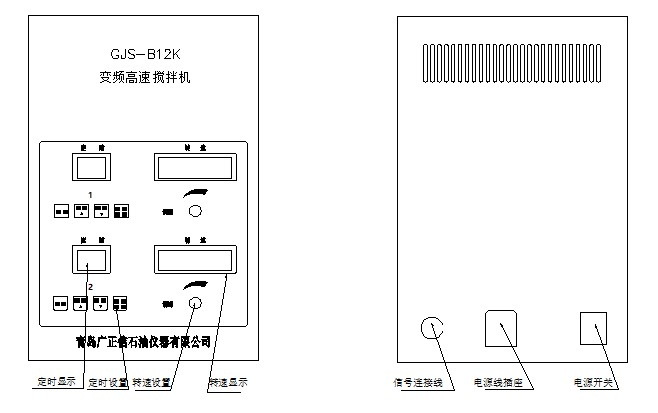 GJS-B12K
变频高速搅拌机
定时
转速
1
定时
转速
2
青岛广正信石油仪器有限公司
定时显示 定时设置 转速设置 转速显示
信号连接线 电源线插座 电源开关